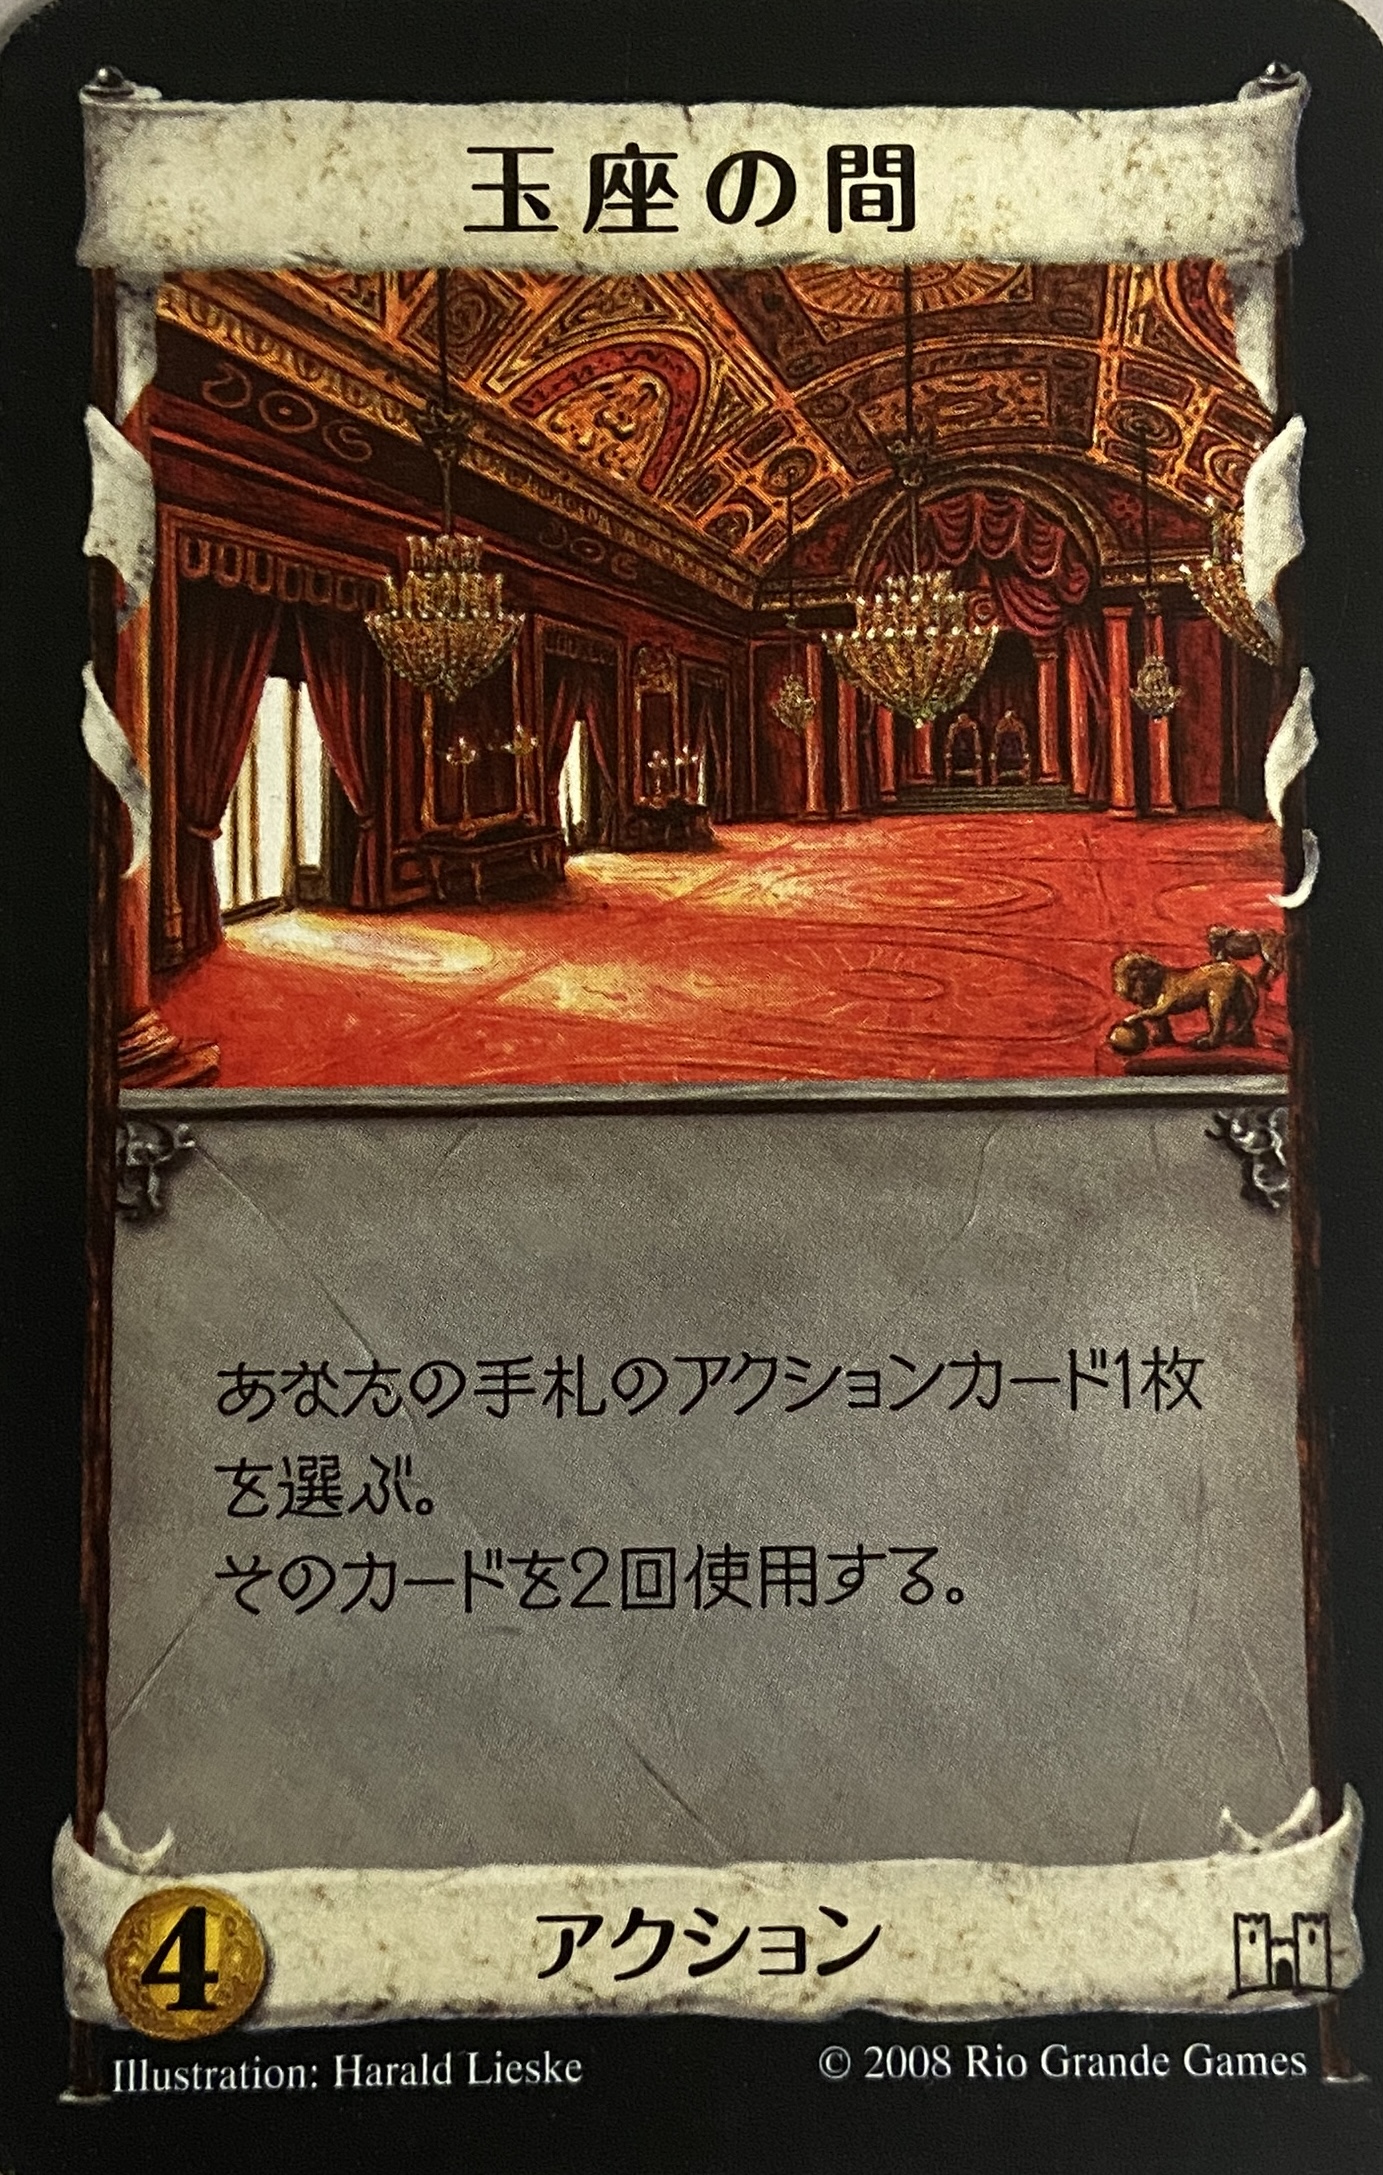 玉座の間
あなたの手札のアクションカード1枚
を選ぶ。
そのカードを2回使用する。
4
アクション
Illustration: Harald Lieske
© 2008 Rio Grande Games